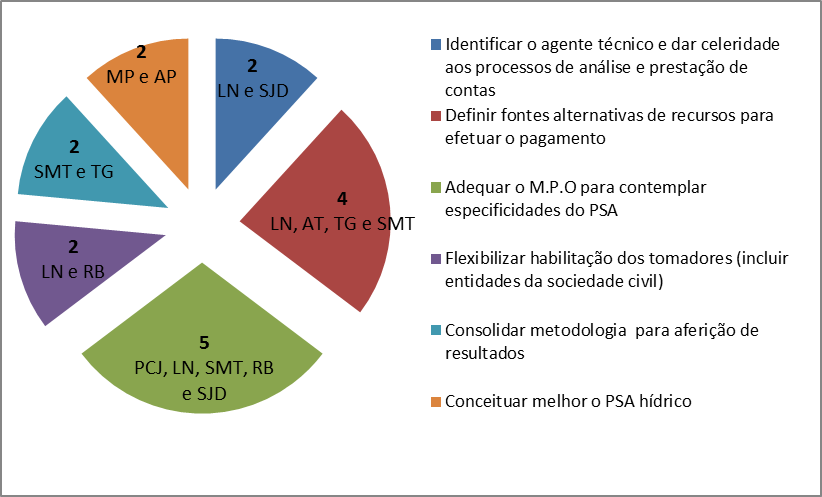 2
MP e AP
2
LN e SJD
2
SMT e TG
4
LN, AT, TG e SMT
2
LN e RB
5
PCJ, LN, SMT, RB
e SJD
Identificar o agente técnico e dar celeridade
aos processos de análise e prestação de
contas
Definir fontes alternativas de recursos para
efetuar o pagamento
Adequar o M.P.O para contemplar
especificidades do PSA
Flexibilizar habilitação dos tomadores (incluir
entidades da sociedade civil)
Consolidar metodologia  para aferição de
resultados
Conceituar melhor o PSA hídrico